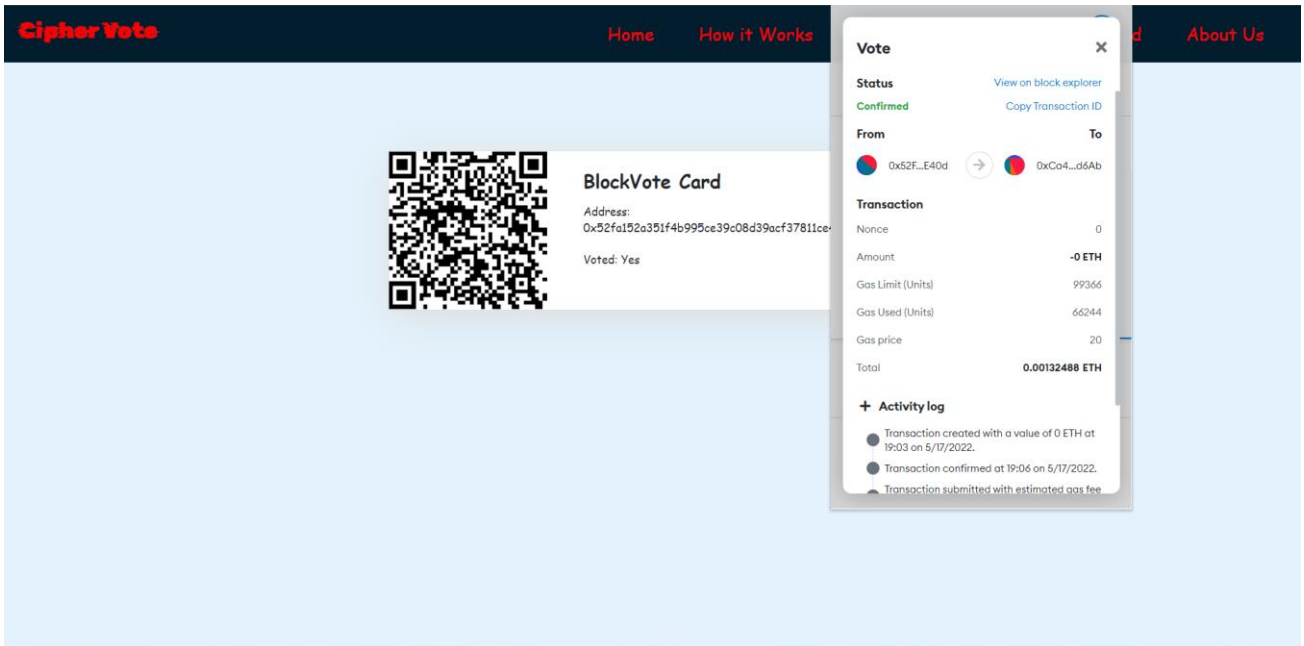 Cipher Vote
Home How it Works d About Us
BlockVote Card
Address:
0x52fa152a351f4b995ce39c08d39acf37811ce
Voted: Yes
Vote ×
Status View on block explorer
Confirmed Copy Transaction ID
From To
0x52F...E40d → 0xCa4...d6Ab
Transaction
Nonce 0
Amount -0 ETH
Gas Limit (Units) 99366
Gas Used (Units) 66244
Gas price 20
Total 0.00132488 ETH
+ Activity log
Transaction created with a value of 0 ETH at
19:03 on 5/17/2022.
Transaction confirmed at 19:06 on 5/17/2022.
Transaction submitted with estimated gas fee